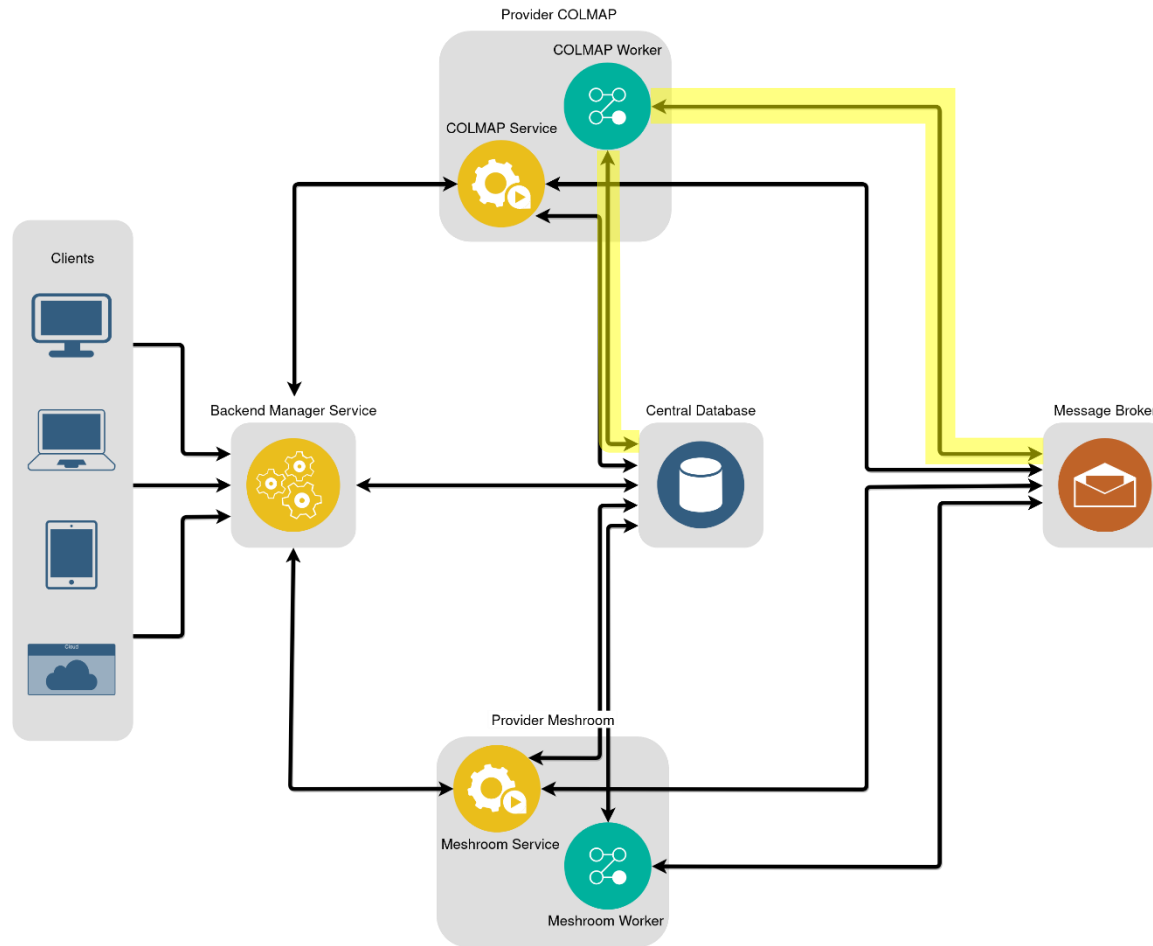 Provider COLMAP
COLMAP Worker
COLMAP Service
Clients
Backend Manager Service
Central Database
Message Broker
Cloud
Provider Meshroom
Meshroom Service
Meshroom Worker